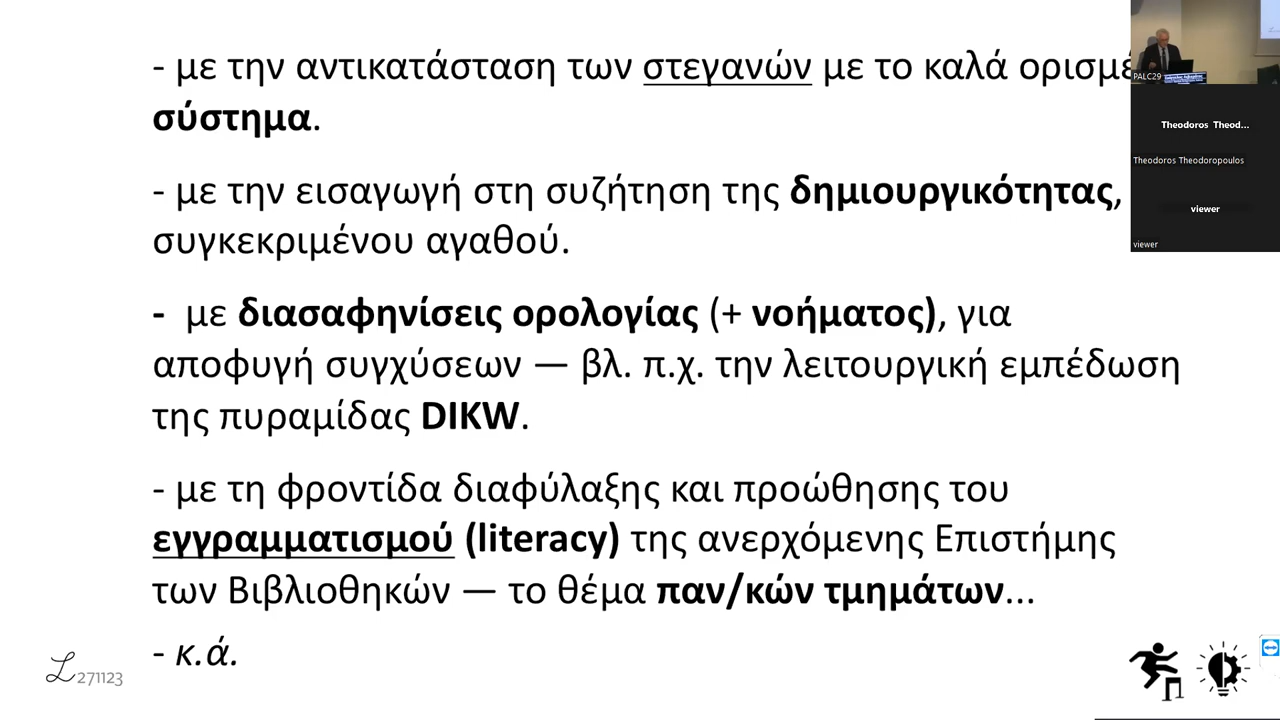 - με την αντικατάσταση των στεγανών με το καλά
σύστημα.
- με την εισαγωγή στη συζήτηση της δημιουργικότητας,
συγκεκριμένου αγαθού.
- με διασαφηνίσεις ορολογίας (+ νοήματος), για
αποφυγή συγχύσεων — βλ. π.χ. την λειτουργική εμπέδωση
της πυραμίδας DIKW.
- με τη φροντίδα διαφύλαξης και προώθησης του
εγγραμματισμού (literacy) της ανερχόμενης Επιστήμης
των Βιβλιοθηκών — το θέμα παν/κών τμημάτων...
- κ.ά.
271123
PALC29
Theodoros Theod...
Theodoros Theodoropoulos
viewer
viewer